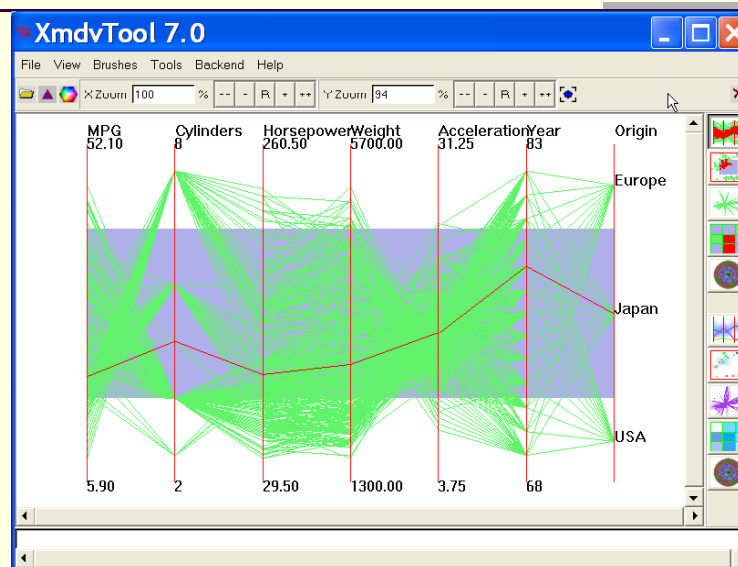 XmdvTool 7.0
File View Brushes Tools Backend Help
X Zoom 100 % -- - R + ++ Y Zoom 94 % -- - R + ++
MPG Cylinders Horsepower Weight Acceleration Year Origin
52.10 8 260.50 5700.00 31.25 83
Europe
Japan
USA
5.90 2 29.50 1300.00 3.75 68